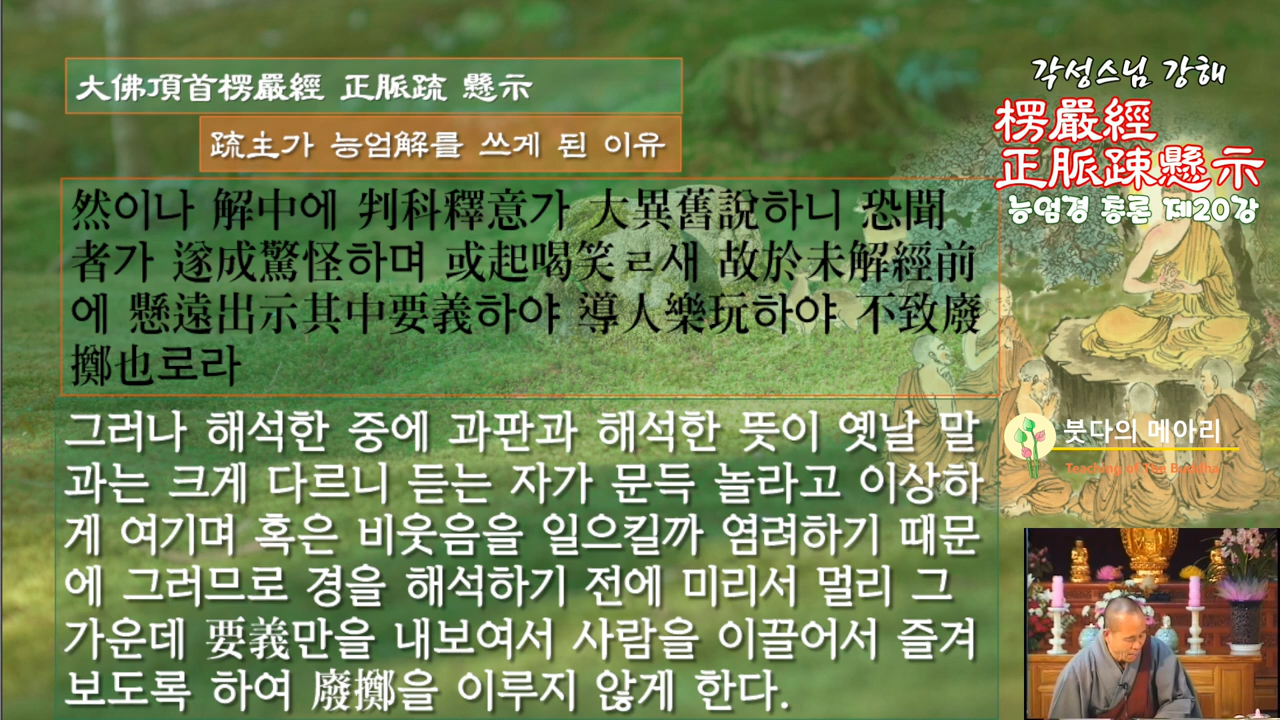 大佛頂首楞嚴經 正脈疏 懸示
疏主가 능엄解를 쓰게 된 이유
然이나 解中에 判科釋意가 大異舊說하니 恐聞
者가 遂成驚怪하며 或起喝笑ㄹ새 故於未解經前
에 懸遠出示其中要義하야 導人樂玩하야 不致廢
擲也로라
그러나 해석한 중에 과판과 해석한 뜻이 옛날 말
과는 크게 다르니 듣는 자가 문득 놀라고 이상하
게 여기며 혹은 비웃음을 일으킬까 염려하기 때문
에 그러므로 경을 해석하기 전에 미리서 멀리 그
가운데 要義만을 내보여서 사람을 이끌어서 즐겨
보도록 하여 廢擲을 이루지 않게 한다.
각성스님 강해
楞嚴經
正脈疎懸示
능엄경 총론 제20강
붓다의 메아리
Teaching of The Buddha